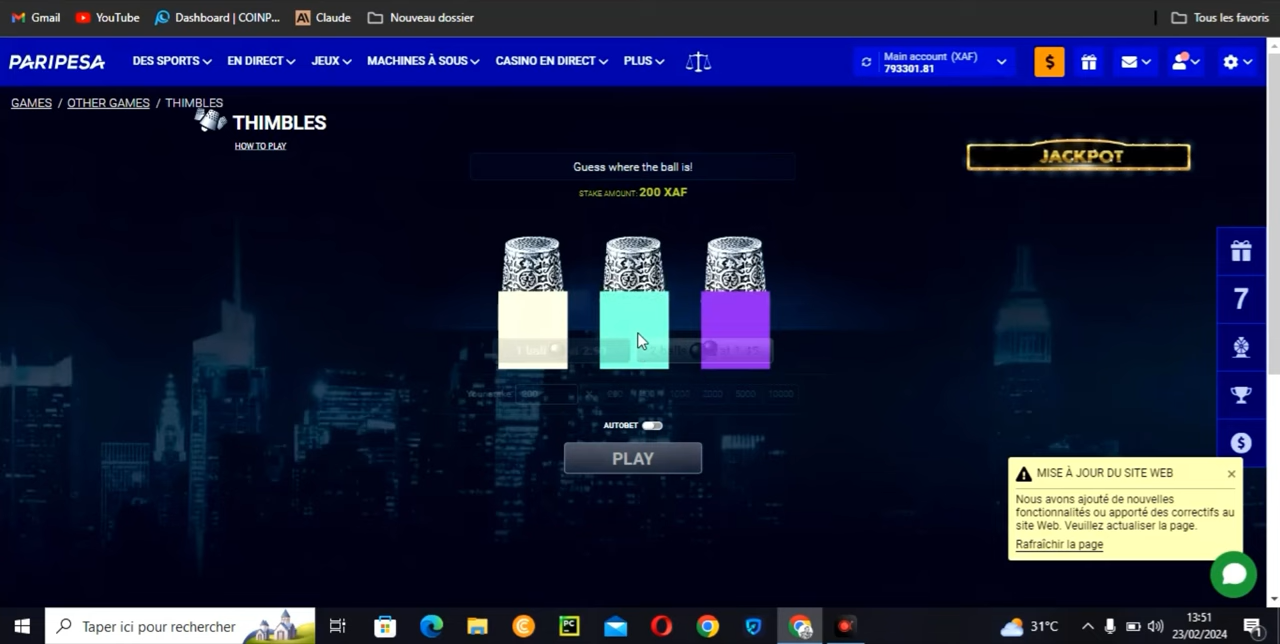 Gmail YouTube Dashboard | COINP... Claude Nouveau dossier Tous les favoris
PARIPESA DES SPORTS EN DIRECT JEUX MACHINES À SOUS CASINO EN DIRECT PLUS Main account (XAF)
793301.81
GAMES / OTHER GAMES / THIMBLES
THIMBLES
HOW TO PLAY
JACKPOT
Guess where the ball is!
STAKE AMOUNT: 200 XAF
7
AUTOBET
PLAY
MISE À JOUR DU SITE WEB
Nous avons ajouté de nouvelles
fonctionnalités ou apporté des correctifs au
site Web. Veuillez actualiser la page.
Rafraîchir la page
Taper ici pour rechercher
31°C
13:51
23/02/2024